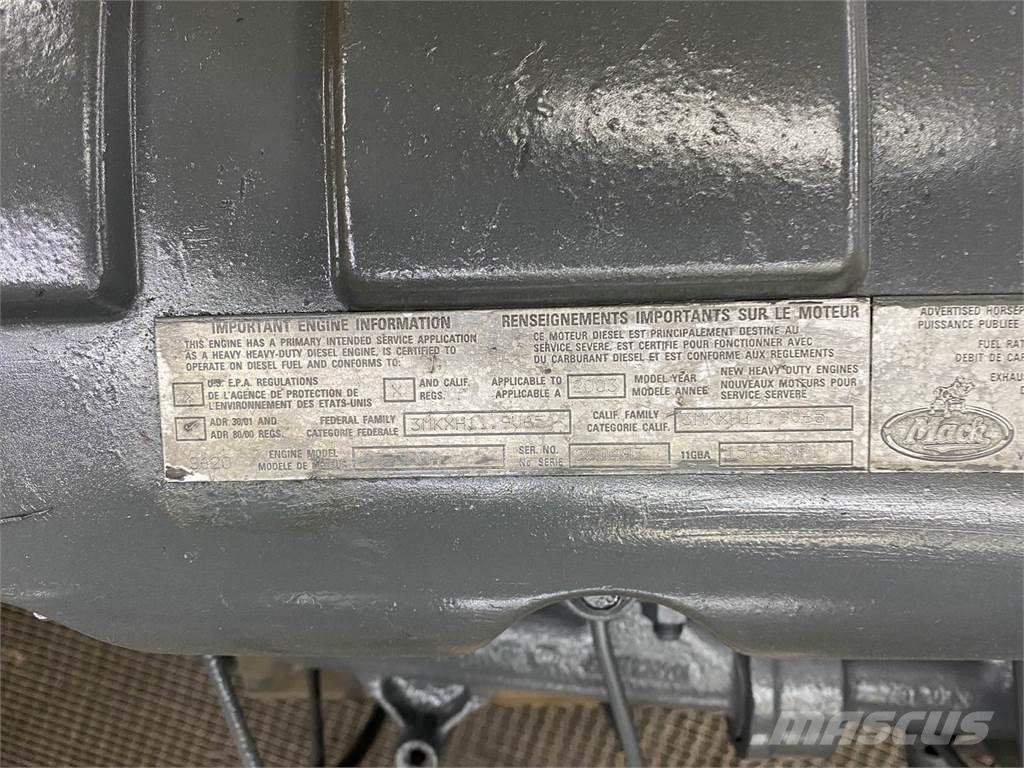 IMPORTANT ENGINE INFORMATION
THIS ENGINE HAS A PRIMARY INTENDED SERVICE APPLICATION
AS A HEAVY HEAVY-DUTY DIESEL ENGINE, IS CERTIFIED TO
OPERATE ON DIESEL FUEL AND CONFORMS TO:
RENSEIGNEMENTS IMPORTANTS SUR LE MOTEUR
CE MOTEUR DIESEL EST PRINCIPALEMENT DESTINE AU
SERVICE SEVERE, EST CERTIFIE POUR FONCTIONNER AVEC
DU CARBURANT DIESEL ET EST CONFORME AUX REGLEMENTS
X U.S. E.P.A. REGULATIONS
DE L'AGENCE DE PROTECTION DE
L'ENVIRONNEMENT DES ETATS-UNIS
X AND CALIF.
REGS.
APPLICABLE TO
APPLICABLE A
2003
MODEL YEAR
MODELE ANNEE
NEW HEAVY DUTY ENGINES
NOUVEAUX MOTEURS POUR
SERVICE SERVERE
ADR 30/01 AND
ADR 80/00 REGS.
FEDERAL FAMILY
CATEGORIE FEDERALE
CALIF FAMILY
CATEGORIE CALIF.
ENGINE MODEL
MODELE DE
SER. NO.
No SERIE
11GBA
ADVERTISED HORSEP
PUISSANCE PUBLIEE
FUEL RAT
DEBIT DE CAR
EXHAU
Mack
MASCUS